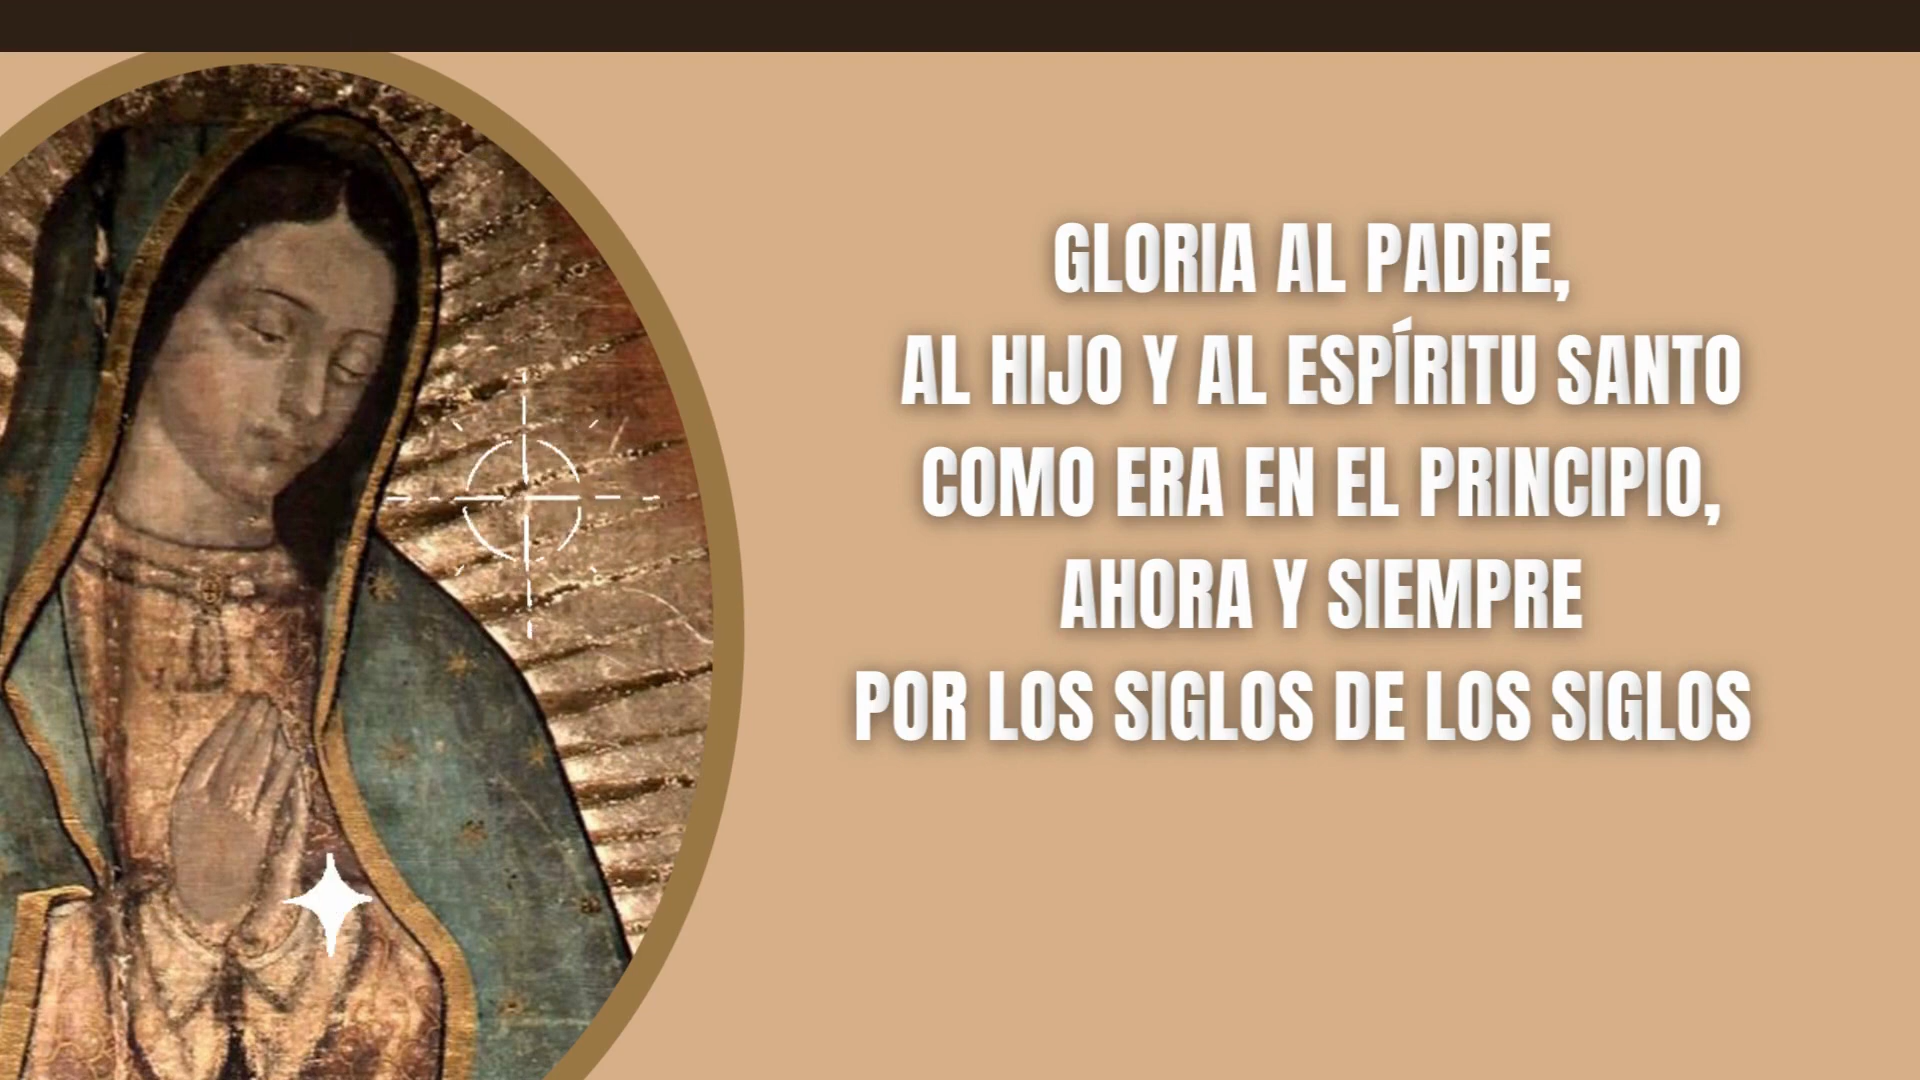 GLORIA AL PADRE,
AL HIJO Y AL ESPÍRITU SANTO
COMO ERA EN EL PRINCIPIO,
AHORA Y SIEMPRE
POR LOS SIGLOS DE LOS SIGLOS